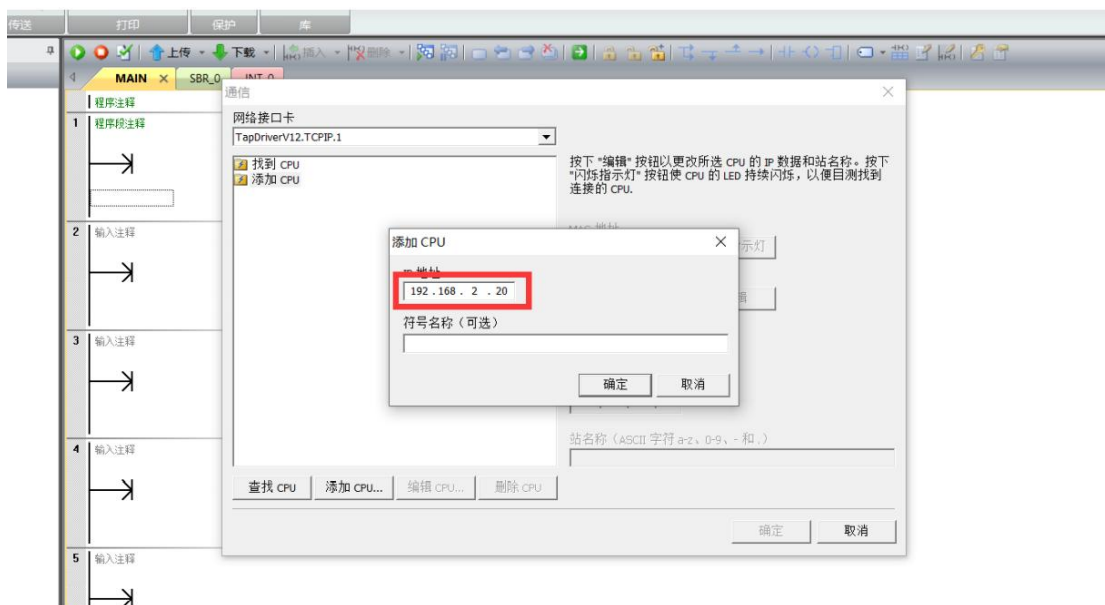 传送
打印
保护
库
上传
下载
插入
删除
MAIN
SBR_0
INT_0
程序注释
1 程序段注释
2 输入注释
3 输入注释
4 输入注释
5 输入注释
通信
网络接口卡
TapDriverV12.TCPIP.1
找到 CPU
添加 CPU
按下 "编辑" 按钮以更改所选 CPU 的 IP 数据和站名称。按下
"闪烁指示灯" 按钮使 CPU 的 LED 持续闪烁，以便目测找到
连接的 CPU.
MAC 地址
示灯
添加 CPU
IP 地址
192 . 168 . 2 . 20
符号名称（可选）
确定
取消
站名称（ASCII 字符 a-z、0-9、- 和 .）
查找 CPU
添加 CPU...
编辑 CPU...
删除 CPU
确定
取消